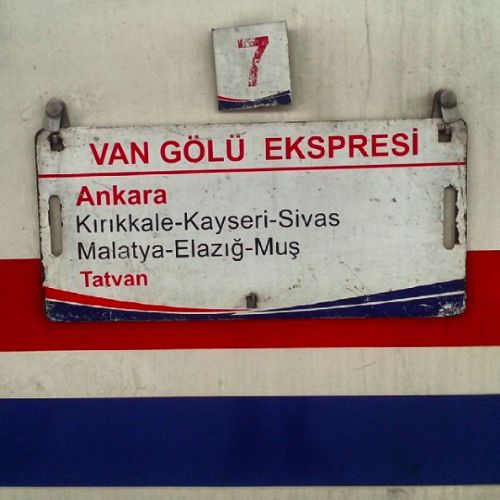 7
VAN GÖLÜ EKSPRESİ
Ankara
Kırıkkale-Kayseri-Sivas
Malatya-Elazığ-Muş
Tatvan